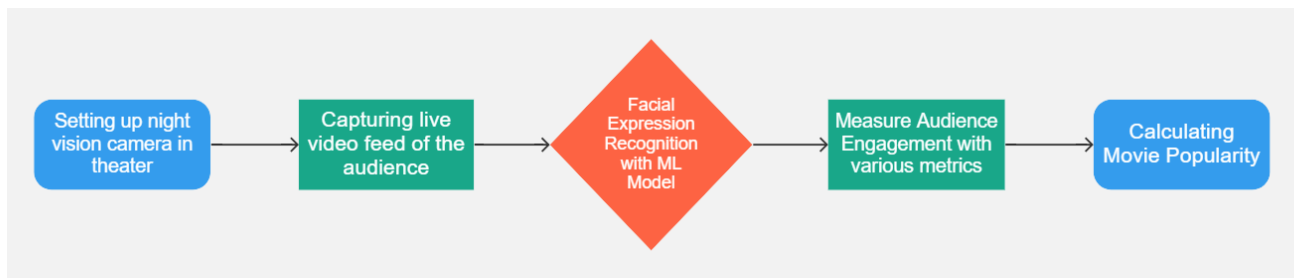 Setting up night
vision camera in
theater
Capturing live
video feed of the
audience
Facial
Expression
Recognition
with ML
Model
Measure Audience
Engagement with
various metrics
Calculating
Movie Popularity